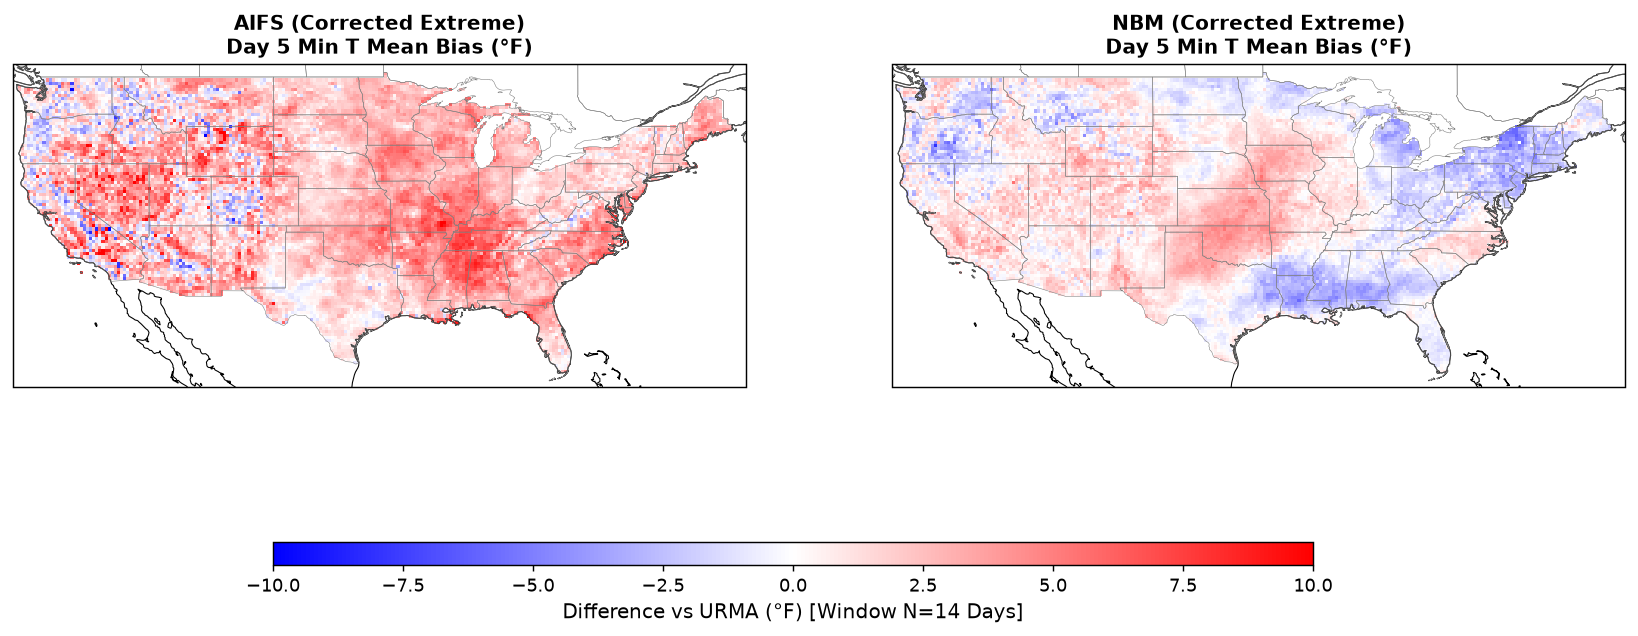 AIFS (Corrected Extreme)
Day 5 Min T Mean Bias (°F)
NBM (Corrected Extreme)
Day 5 Min T Mean Bias (°F)
−10.0 −7.5 −5.0 −2.5 0.0 2.5 5.0 7.5 10.0
Difference vs URMA (°F) [Window N=14 Days]